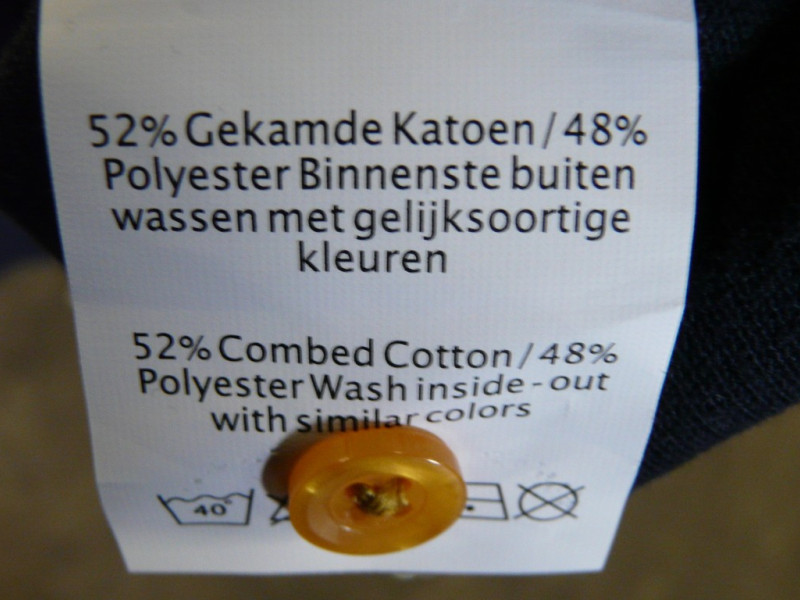 52% Gekamde Katoen / 48%
Polyester Binnenste buiten
wassen met gelijksoortige
kleuren
52% Combed Cotton / 48%
Polyester Wash inside-out
with similar colors
40°